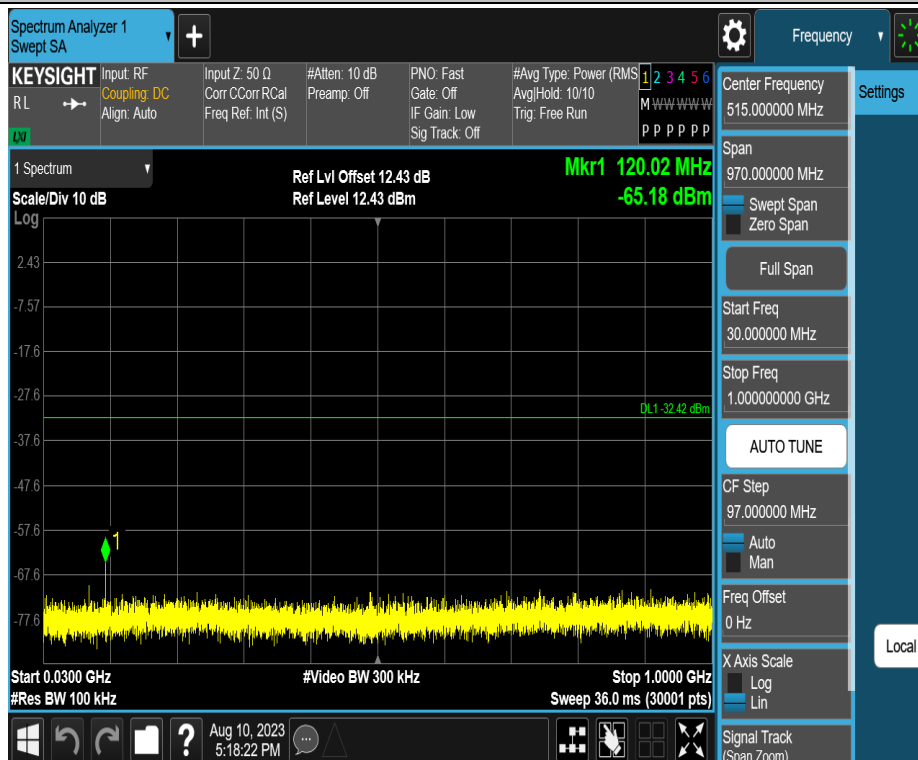 Spectrum Analyzer 1
Swept SA
Frequency
KEYSIGHT
RL
LXI
Input: RF
Coupling: DC
Align: Auto
Input Z: 50 Ω
Corr CCorr RCal
Freq Ref: Int (S)
#Atten: 10 dB
Preamp: Off
PNO: Fast
Gate: Off
IF Gain: Low
Sig Track: Off
#Avg Type: Power (RMS
Avg|Hold: 10/10
Trig: Free Run
1 2 3 4 5 6
M W W W W W
P P P P P P
1 Spectrum
Scale/Div 10 dB
Ref Lvl Offset 12.43 dB
Ref Level 12.43 dBm
Mkr1 120.02 MHz
-65.18 dBm
Log
2.43
-7.57
-17.6
-27.6
DL1 -32.42 dBm
-37.6
-47.6
-57.6
1
-67.6
-77.6
Start 0.0300 GHz
#Video BW 300 kHz
Stop 1.0000 GHz
#Res BW 100 kHz
Sweep 36.0 ms (30001 pts)
Aug 10, 2023
5:18:22 PM
?
Center Frequency
515.000000 MHz
Settings
Span
970.000000 MHz
Swept Span
Zero Span
Full Span
Start Freq
30.000000 MHz
Stop Freq
1.000000000 GHz
AUTO TUNE
CF Step
97.000000 MHz
Auto
Man
Freq Offset
0 Hz
Local
X Axis Scale
Log
Lin
Signal Track
(Span Zoom)